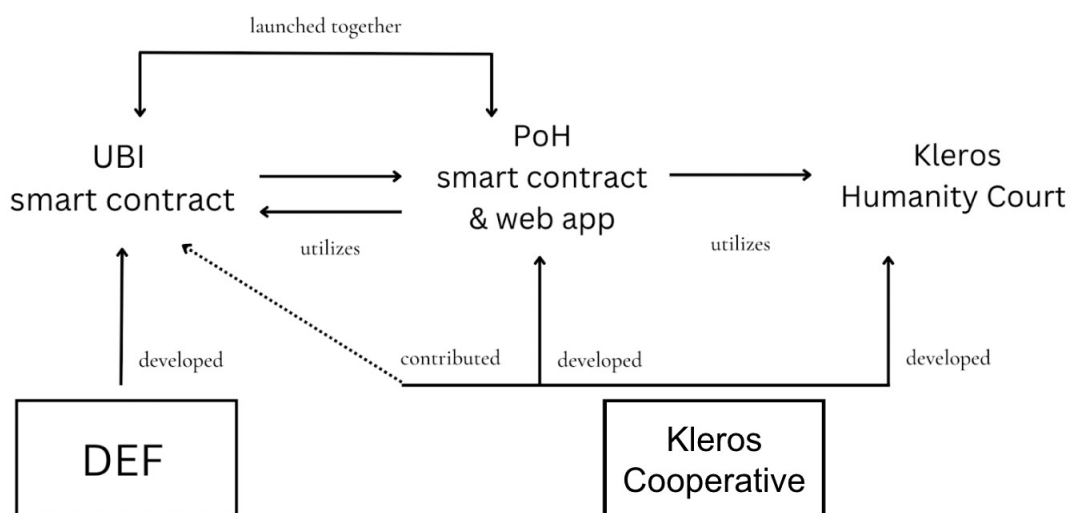 launched together
UBI
smart contract
PoH
smart contract
& web app
Kleros
Humanity Court
utilizes
utilizes
developed
contributed
developed
developed
DEF
Kleros
Cooperative